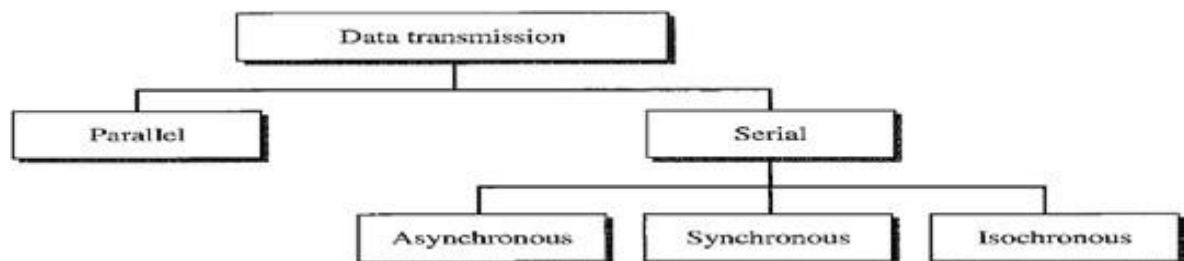 Data transmission
Parallel
Serial
Asynchronous
Synchronous
Isochronous